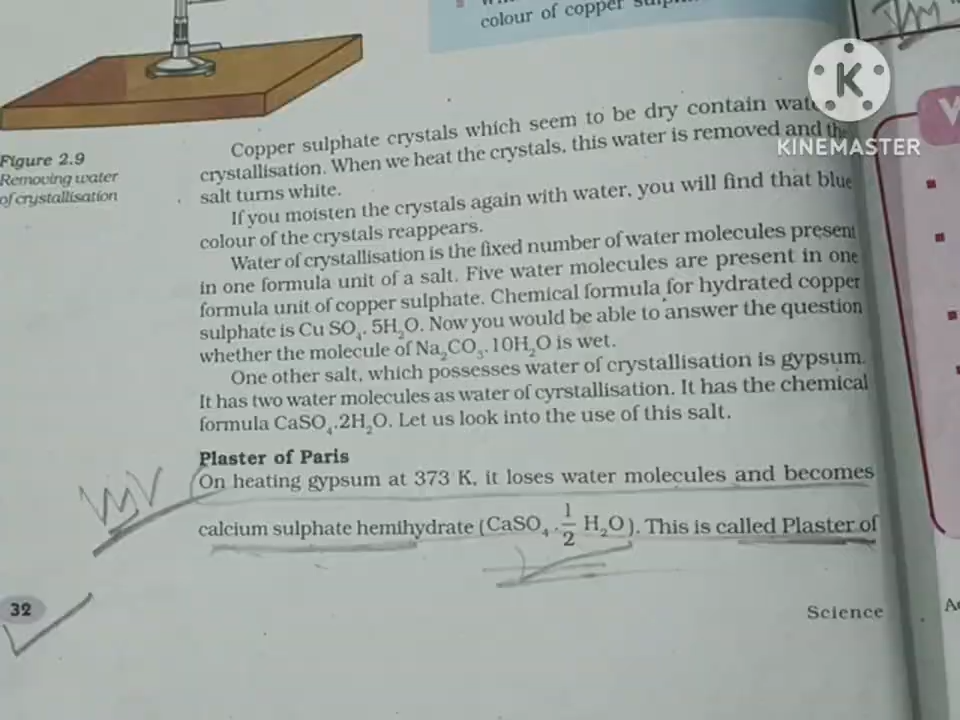 colour of copper
K
KINEMASTER
V
Copper sulphate crystals which seem to be dry contain
crystallisation. When we heat the crystals, this water is removed and the
salt turns white.
If you moisten the crystals again with water, you will find that blue
colour of the crystals reappears.
Figure 2.9
Removing water
of crystallisation
Water of crystallisation is the fixed number of water molecules present
in one formula unit of a salt. Five water molecules are present in one
formula unit of copper sulphate. Chemical formula for hydrated copper
sulphate is Cu SO₄. 5H₂O. Now you would be able to answer the question
whether the molecule of Na₂CO₃.10H₂O is wet.
One other salt, which possesses water of crystallisation is gypsum.
It has two water molecules as water of cyrstallisation. It has the chemical
formula CaSO₄.2H₂O. Let us look into the use of this salt.
Plaster of Paris
On heating gypsum at 373 K, it loses water molecules and becomes
calcium sulphate hemihydrate (CaSO₄.1/2 H₂O). This is called Plaster of
32
Science